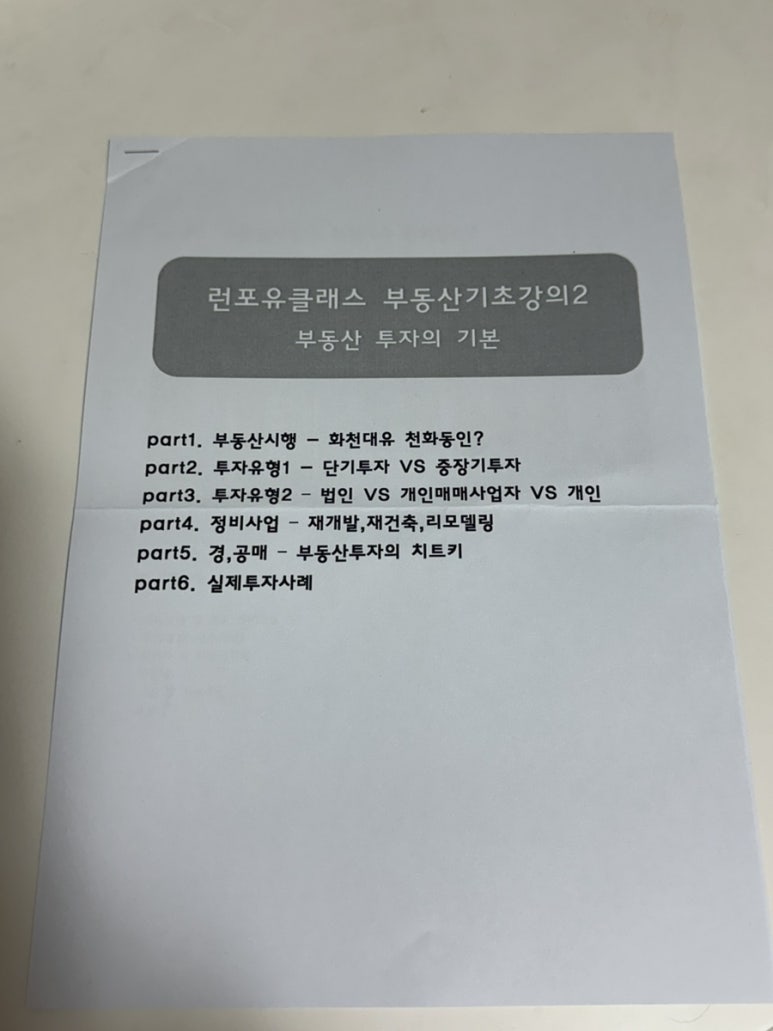 런포유클래스 부동산기초강의2
부동산 투자의 기본
part1. 부동산시행 - 화천대유 천화동인?
part2. 투자유형1 - 단기투자 VS 중장기투자
part3. 투자유형2 - 법인 VS 개인매매사업자 VS 개인
part4. 정비사업 - 재개발,재건축,리모델링
part5. 경,공매 - 부동산투자의 치트키
part6. 실제투자사례